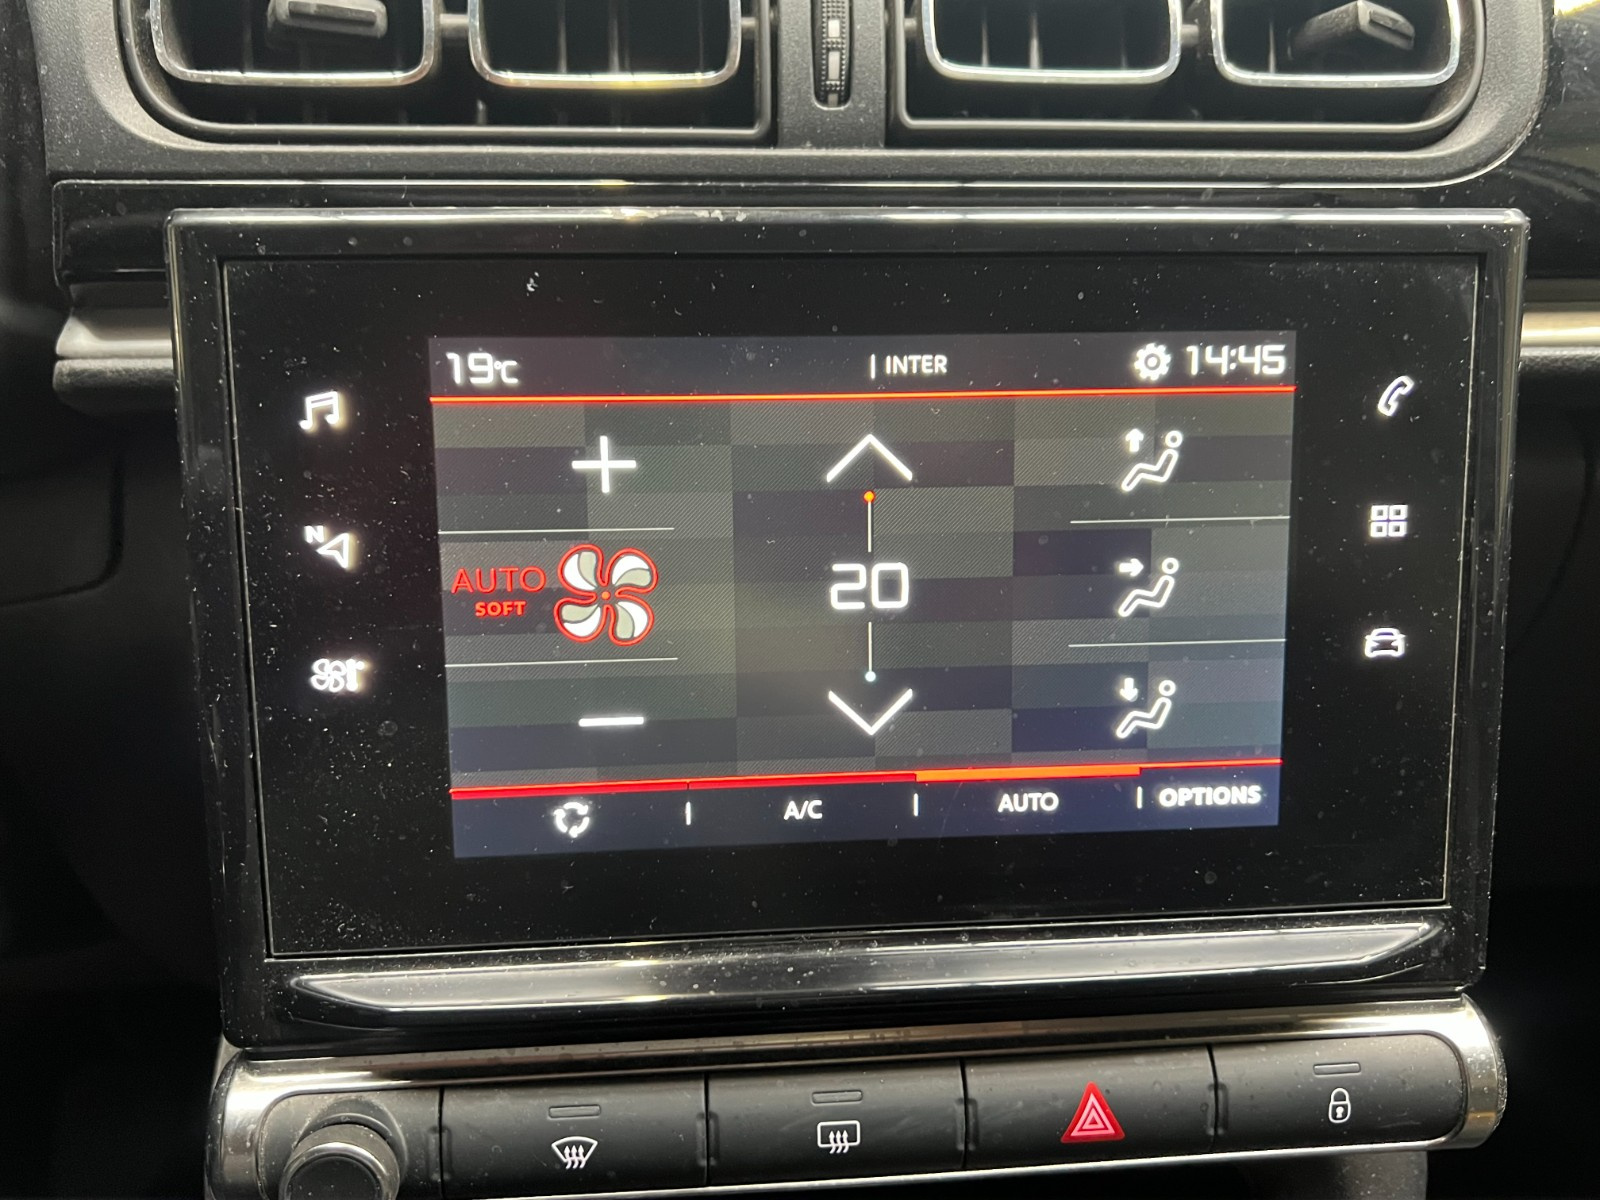 19°C | INTER 14:45
N
AUTO
SOFT
20
A/C | AUTO | OPTIONS